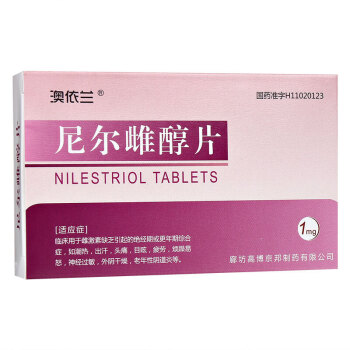 澳依兰®
国药准字H11020123
尼尔雌醇片
NILESTRIOL TABLETS
[适应症]
临床用于雌激素缺乏引起的绝经期或更年期综合
症,如潮热,出汗,头痛,目眩,疲劳,烦躁易
怒,神经过敏,外阴干燥,老年性阴道炎等。
1mg
廊坊高博京邦制药有限公司